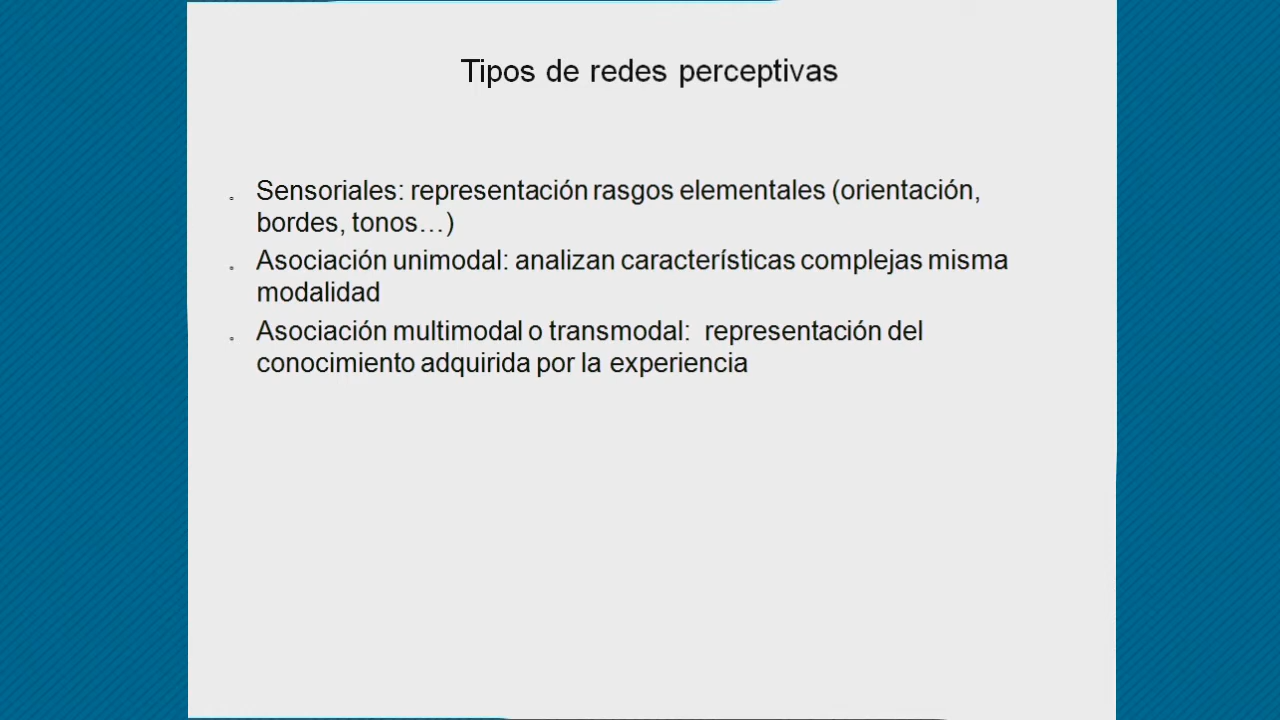 Tipos de redes perceptivas
Sensoriales: representación rasgos elementales (orientación,
bordes, tonos…)
Asociación unimodal: analizan características complejas misma
modalidad
Asociación multimodal o transmodal: representación del
conocimiento adquirida por la experiencia